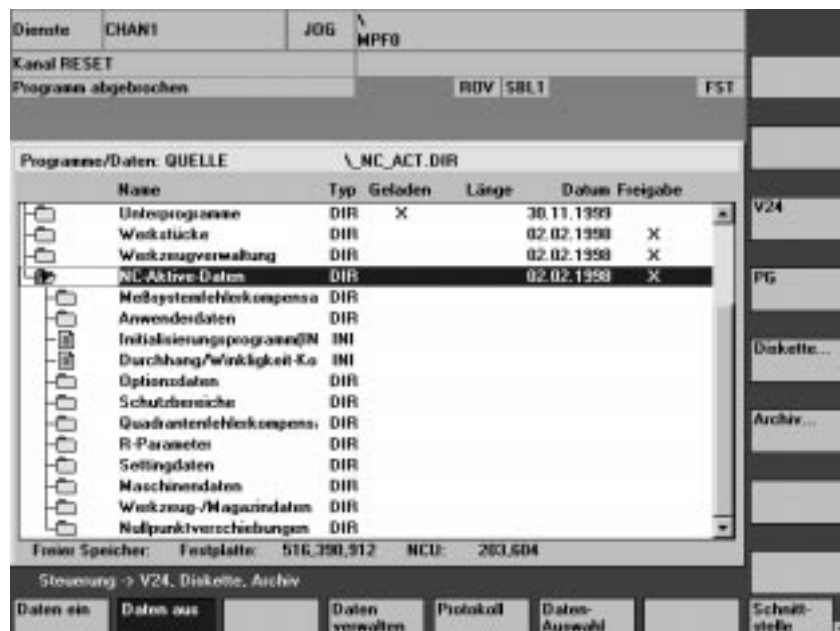 Dienste CHAN1 JOG \
MPF0
Kanal RESET
Programm abgebrochen ROV SBL1 FST
Programme/Daten: QUELLE \_NC_ACT.DIR
Name Typ Geladen Länge Datum Freigabe
Unterprogramme DIR X 30.11.1999
Werkstücke DIR 02.02.1998 X
Werkzeugverwaltung DIR 02.02.1998 X
NC-Aktive-Daten DIR 02.02.1998 X
Meßsystemfehlerkompensa DIR
Anwenderdaten DIR
Initialisierungsprogramm(IN INI
Durchhang/Winkligkeit-Ko INI
Optionsdaten DIR
Schutzbereiche DIR
Quadrantenfehlerkompens. DIR
R-Parameter DIR
Settingdaten DIR
Maschinendaten DIR
Werkzeug-/Magazindaten DIR
Nullpunktverschiebungen DIR
Freier Speicher: Festplatte: 516,390,912 NCU: 203,604
Steuerung -> V24, Diskette, Archiv
V24
PG
Diskette...
Archiv...
Daten ein Daten aus Daten verwalten Protokoll Daten-Auswahl Schnitt-stelle